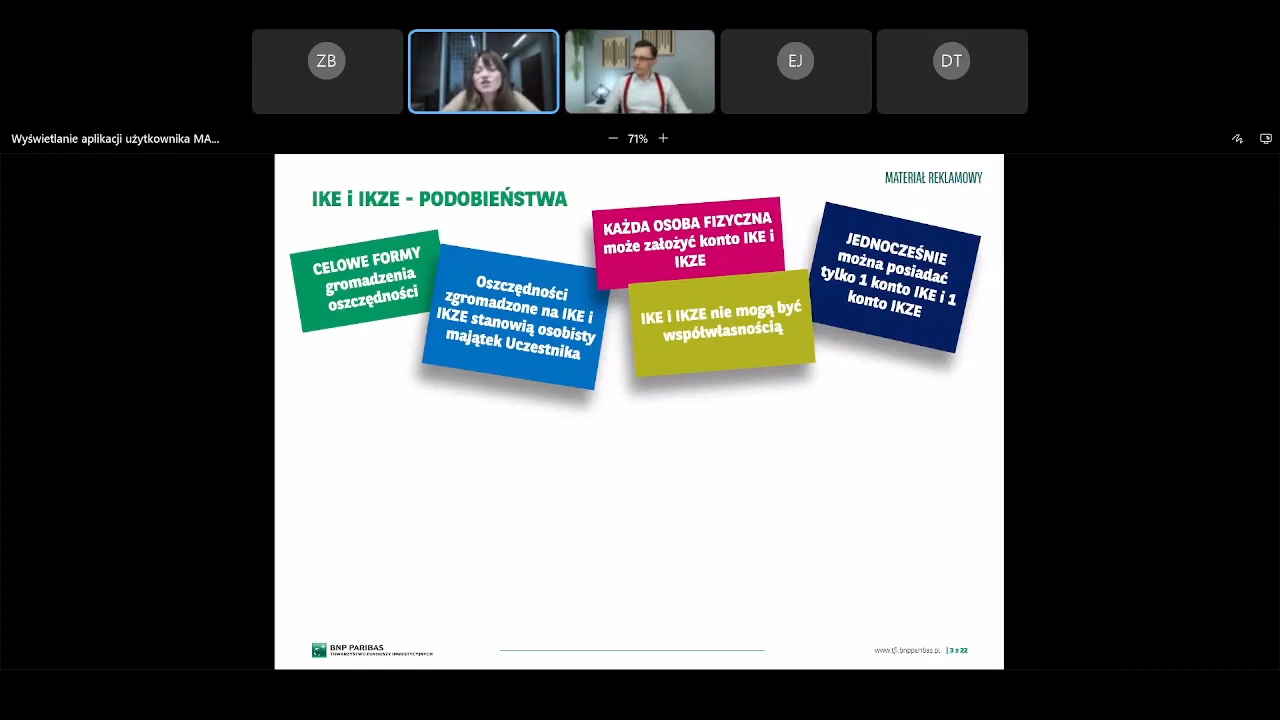 ZB
EJ
DT
Wyświetlanie aplikacji użytkownika MA...
71%
MATERIAŁ REKLAMOWY
IKE i IKZE - PODOBIEŃSTWA
CELOWE FORMY
gromadzenia
oszczędności
Oszczędności
zgromadzone na IKE i
IKZE stanowią osobisty
majątek Uczestnika
KAŻDA OSOBA FIZYCZNA
może założyć konto IKE i
IKZE
IKE i IKZE nie mogą być
współwłasnością
JEDNOCZEŚNIE
można posiadać
tylko 1 konto IKE i 1
konto IKZE
BNP PARIBAS
TOWARZYSTWO FUNDUSZY INWESTYCYJNYCH
www.tfi.bnpparibas.pl | 3 z 22